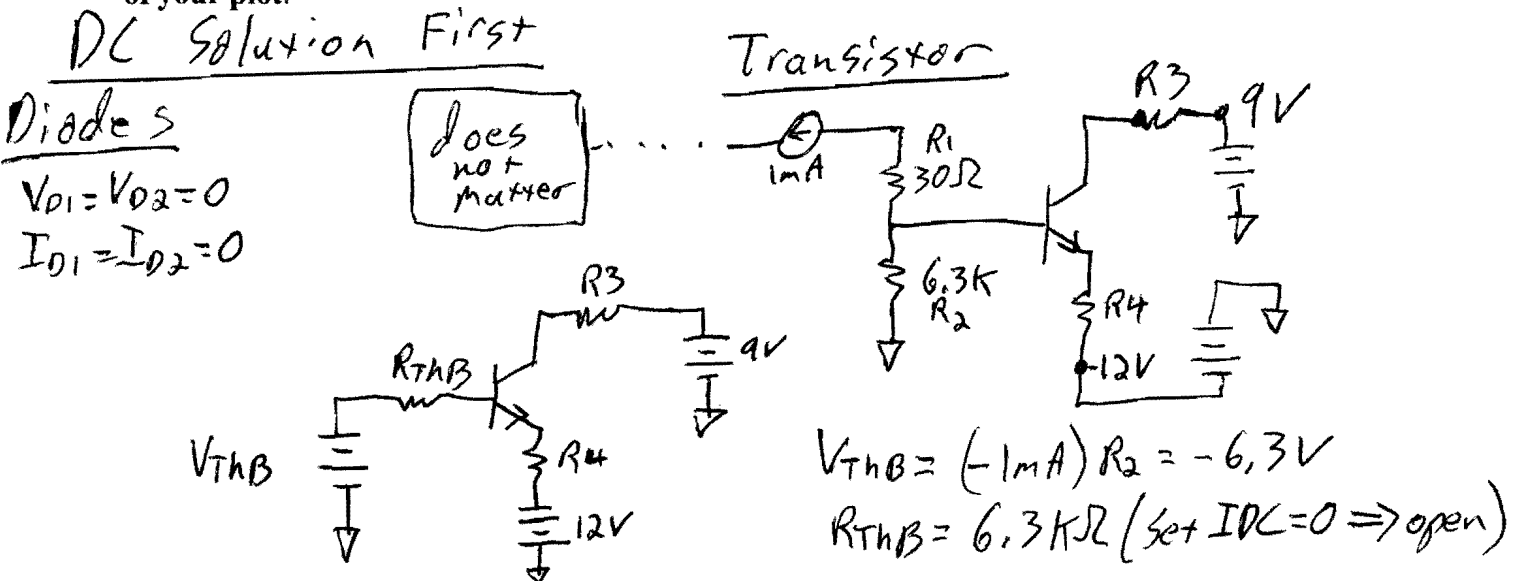 of your plot.
DC Solution First
Diodes
VD1 = VD2 = 0
ID1 = ID2 = 0
does
not
matter
Transistor
1mA
R1
30Ω
6.3K
R2
R3
9V
R4
-12V
R3
9V
RThB
VThB
R4
12V
VThB = (-1mA) R2 = -6.3V
RThB = 6.3KΩ (Set IDC=0 => open)